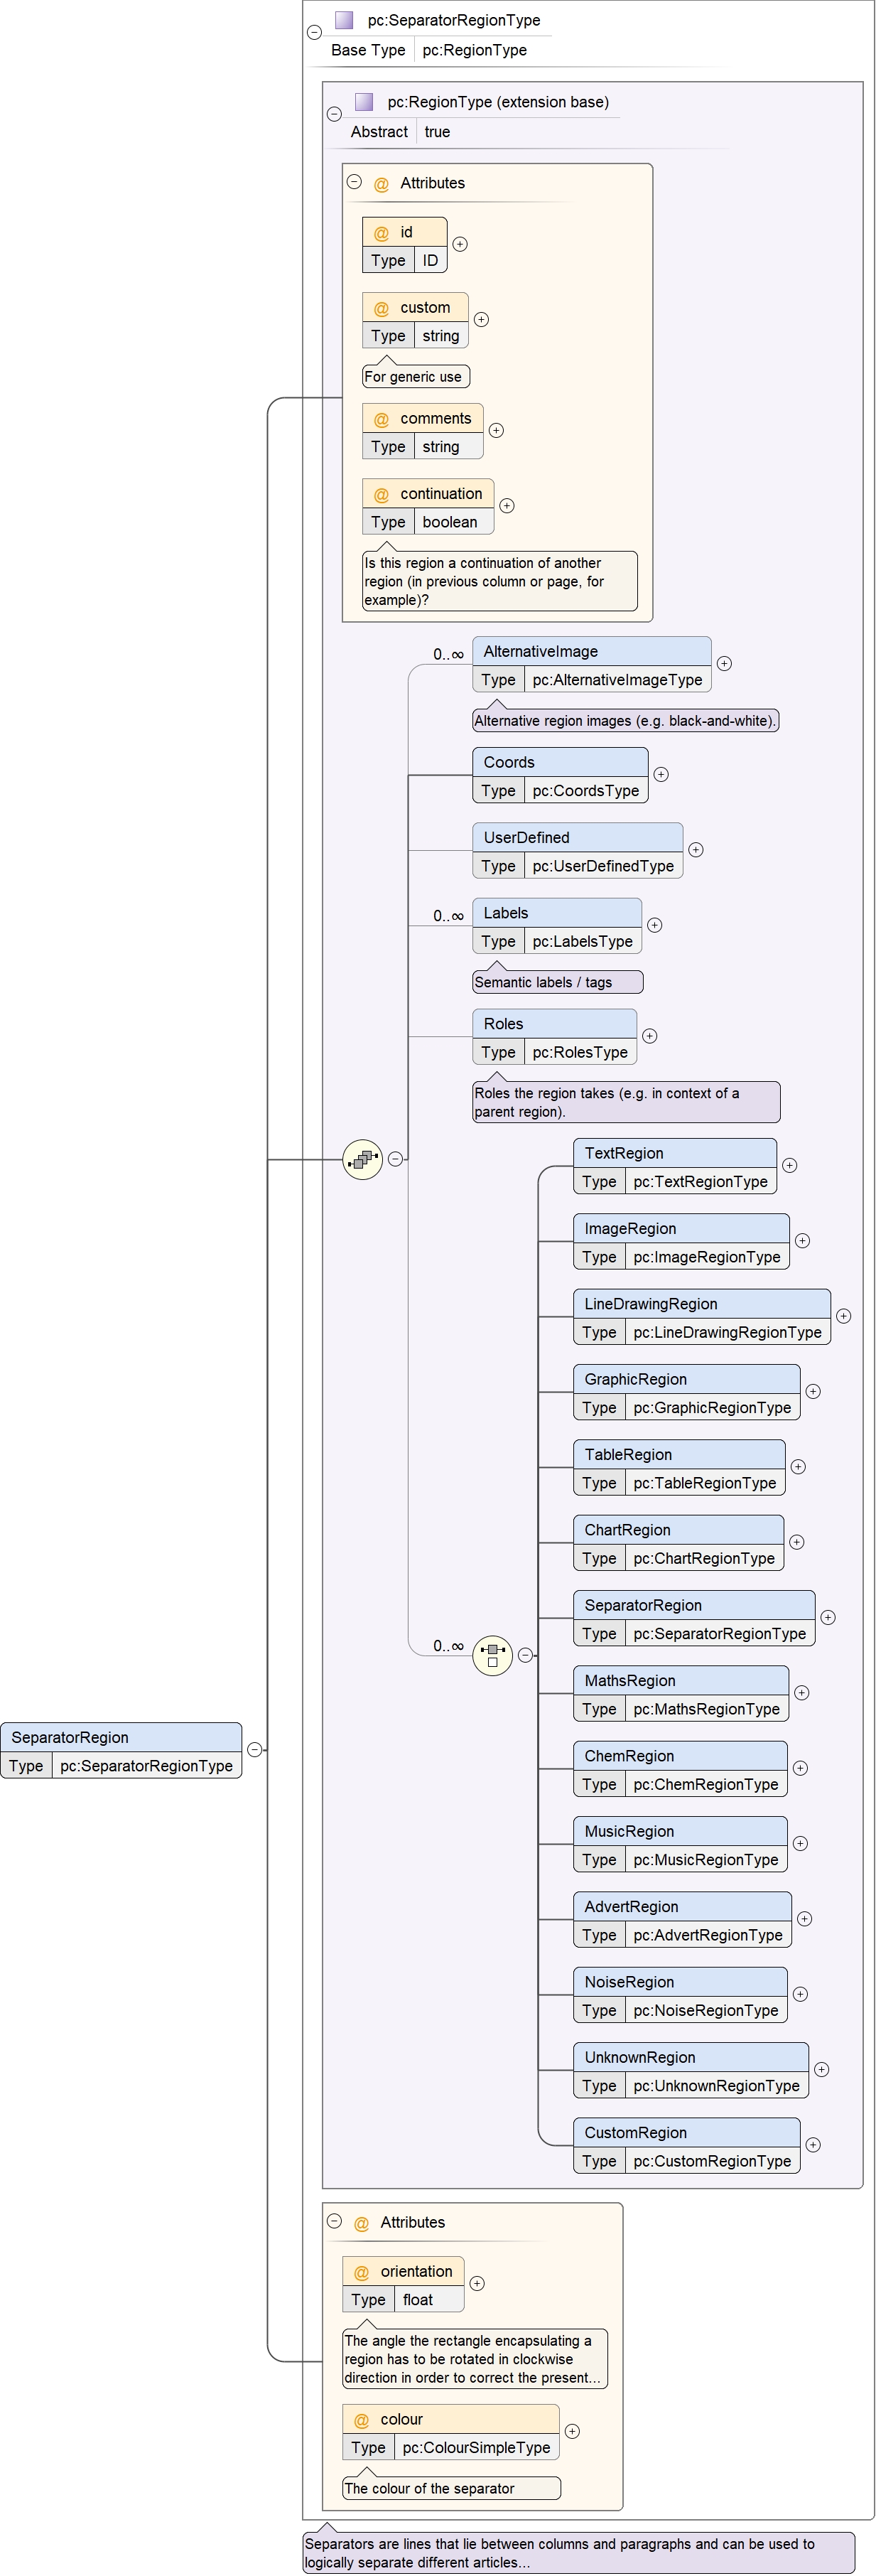 pc:SeparatorRegionType
Base Type pc:RegionType
pc:RegionType (extension base)
Abstract true
@ Attributes
@ id
Type ID
@ custom
Type string
For generic use
@ comments
Type string
@ continuation
Type boolean
Is this region a continuation of another
region (in previous column or page, for
example)?
0..∞
AlternativeImage
Type pc:AlternativeImageType
Alternative region images (e.g. black-and-white).
Coords
Type pc:CoordsType
UserDefined
Type pc:UserDefinedType
0..∞
Labels
Type pc:LabelsType
Semantic labels / tags
Roles
Type pc:RolesType
Roles the region takes (e.g. in context of a
parent region).
TextRegion
Type pc:TextRegionType
ImageRegion
Type pc:ImageRegionType
LineDrawingRegion
Type pc:LineDrawingRegionType
GraphicRegion
Type pc:GraphicRegionType
TableRegion
Type pc:TableRegionType
ChartRegion
Type pc:ChartRegionType
SeparatorRegion
Type pc:SeparatorRegionType
0..∞
MathsRegion
Type pc:MathsRegionType
SeparatorRegion
Type pc:SeparatorRegionType
ChemRegion
Type pc:ChemRegionType
MusicRegion
Type pc:MusicRegionType
AdvertRegion
Type pc:AdvertRegionType
NoiseRegion
Type pc:NoiseRegionType
UnknownRegion
Type pc:UnknownRegionType
CustomRegion
Type pc:CustomRegionType
@ Attributes
@ orientation
Type float
The angle the rectangle encapsulating a
region has to be rotated in clockwise
direction in order to correct the present...
@ colour
Type pc:ColourSimpleType
The colour of the separator
Separators are lines that lie between columns and paragraphs and can be used to
logically separate different articles...